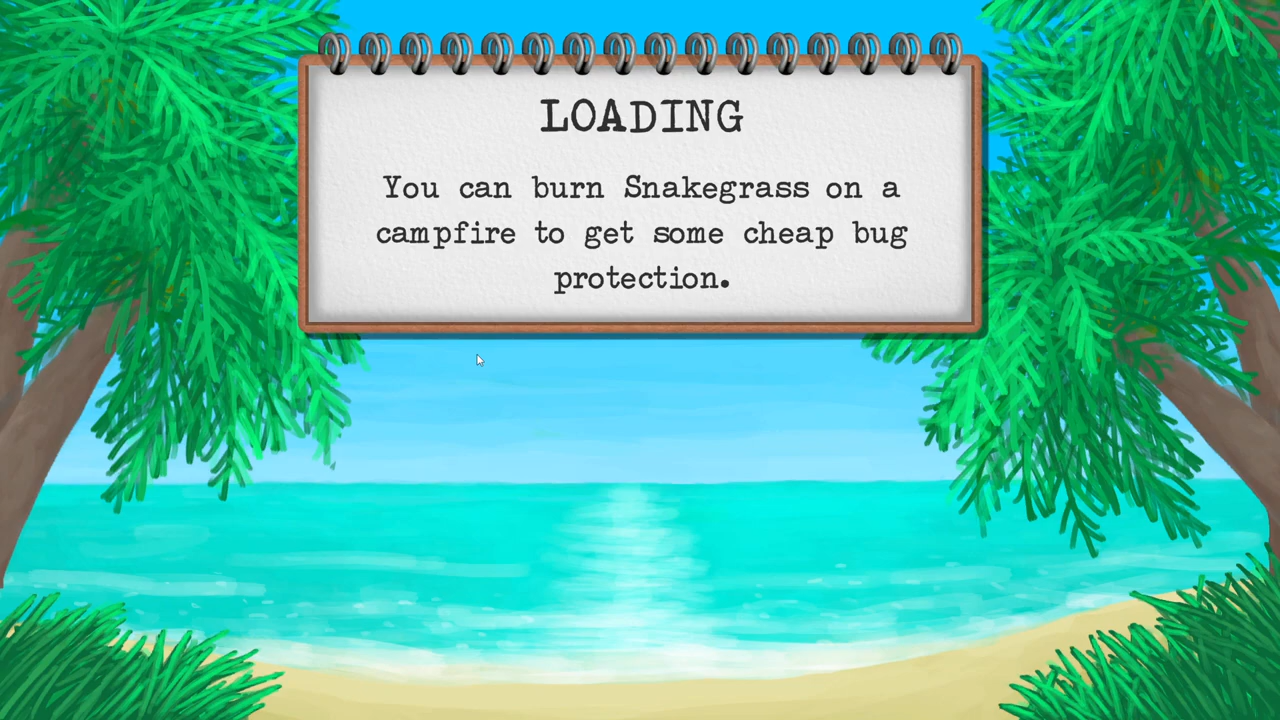 LOADING
You can burn Snakegrass on a
campfire to get some cheap bug
protection.